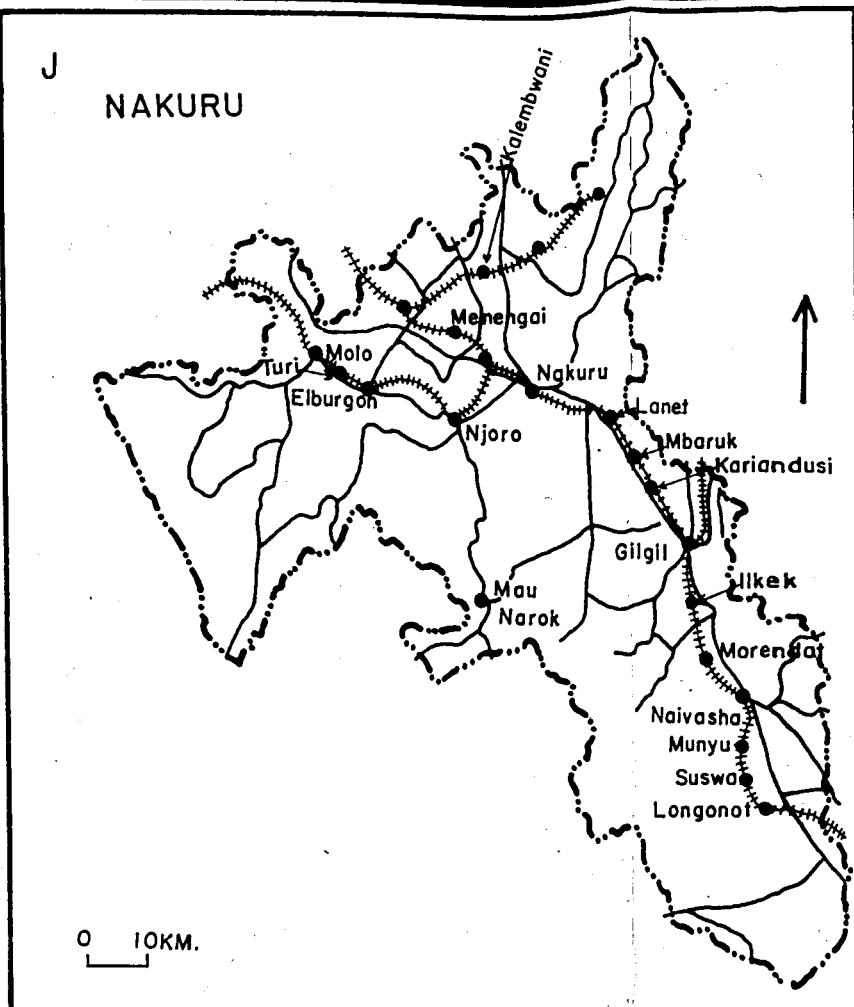 J
NAKURU
Kalembwani
Menengai
Molo
Turi
Elburgon
Nakuru
Njoro
Lanet
Mbaruk
Kariandusi
Gilgil
Ilkek
Mau
Narok
Morendat
Naivasha
Munyu
Suswa
Longonot
0 10KM.